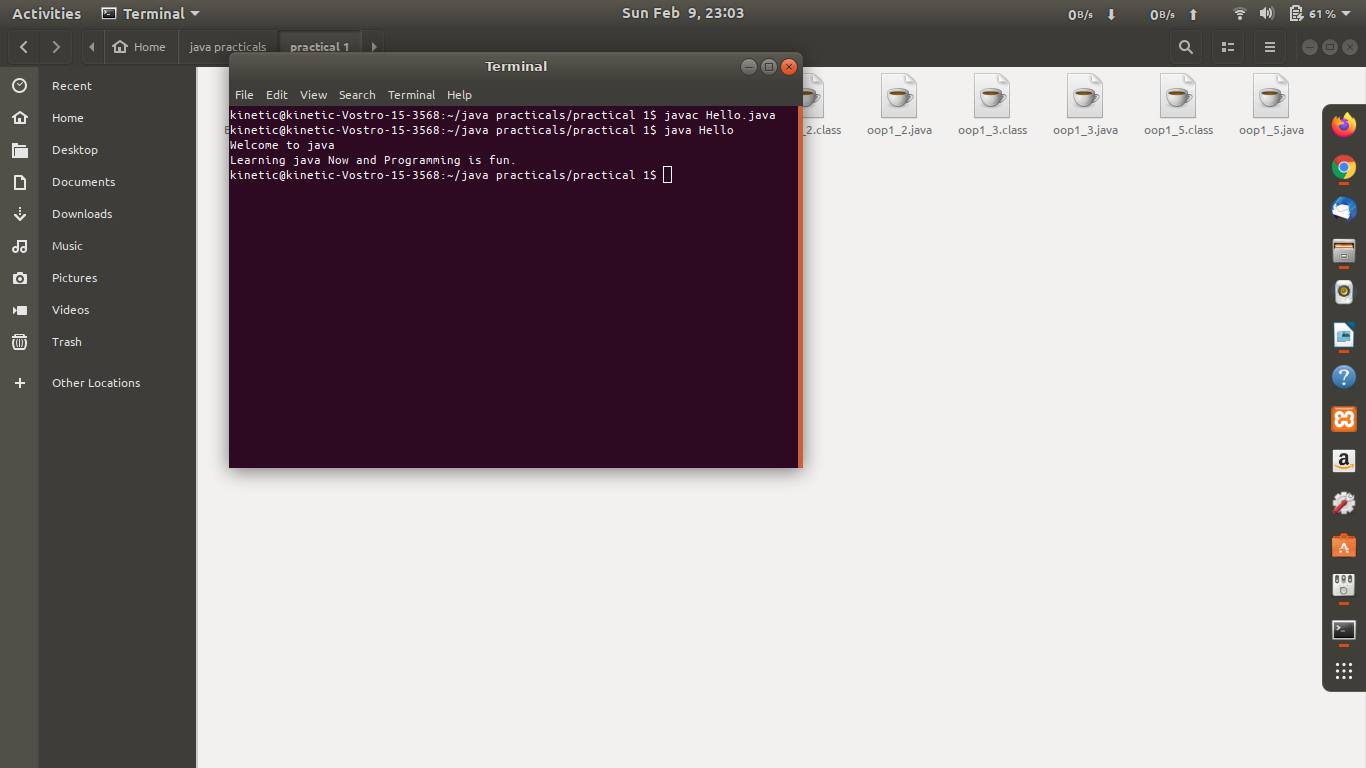 Activities Terminal Sun Feb 9, 23:03 0B/s 0B/s 61 %
Home java practicals practical 1
Terminal
File Edit View Search Terminal Help
kinetic@kinetic-Vostro-15-3568:~/java practicals/practical 1$ javac Hello.java
kinetic@kinetic-Vostro-15-3568:~/java practicals/practical 1$ java Hello
Welcome to java
Learning java Now and Programming is fun.
kinetic@kinetic-Vostro-15-3568:~/java practicals/practical 1$
Recent
Home
Desktop
Documents
Downloads
Music
Pictures
Videos
Trash
Other Locations
_2.class oop1_2.java oop1_3.class oop1_3.java oop1_5.class oop1_5.java